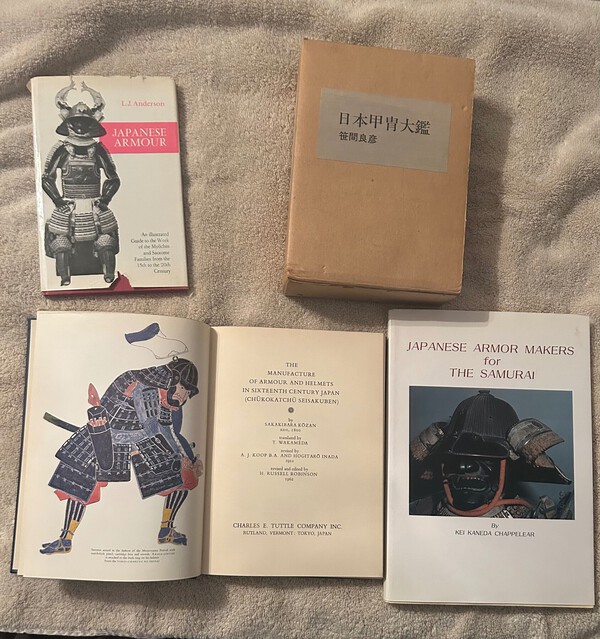 L J Anderson
JAPANESE
ARMOUR
An illustrated
Guide to the Work
of the Myōchin
and Saotome
Families from the
15th to the 20th
Century
日本甲冑大鑑
笹間良彦
THE
MANUFACTURE
OF ARMOUR AND HELMETS
IN SIXTEENTH CENTURY JAPAN
(CHŪKOKATCHŪ SEISAKUBEN)
by
SAKAKIBARA KŌZAN
translated by
T. WAKAMEDA
revised by
A. J. KOOP B.A. AND HOGITARŌ INADA
revised and edited by
H. RUSSELL ROBINSON
CHARLES E. TUTTLE COMPANY INC.
RUTLAND, VERMONT: TOKYO, JAPAN
JAPANESE ARMOR MAKERS
for
THE SAMURAI
By
KEI KANEDA CHAPPELEAR